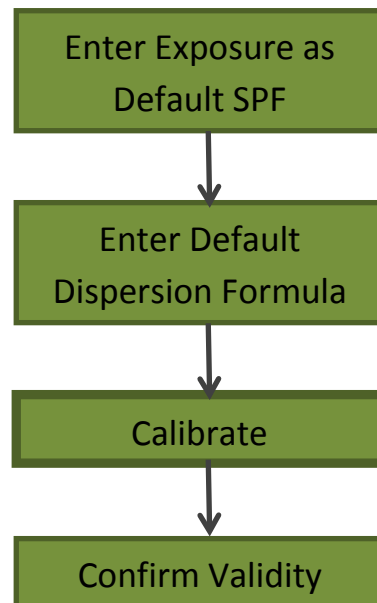 Enter Exposure as
Default SPF
Enter Default
Dispersion Formula
Calibrate
Confirm Validity